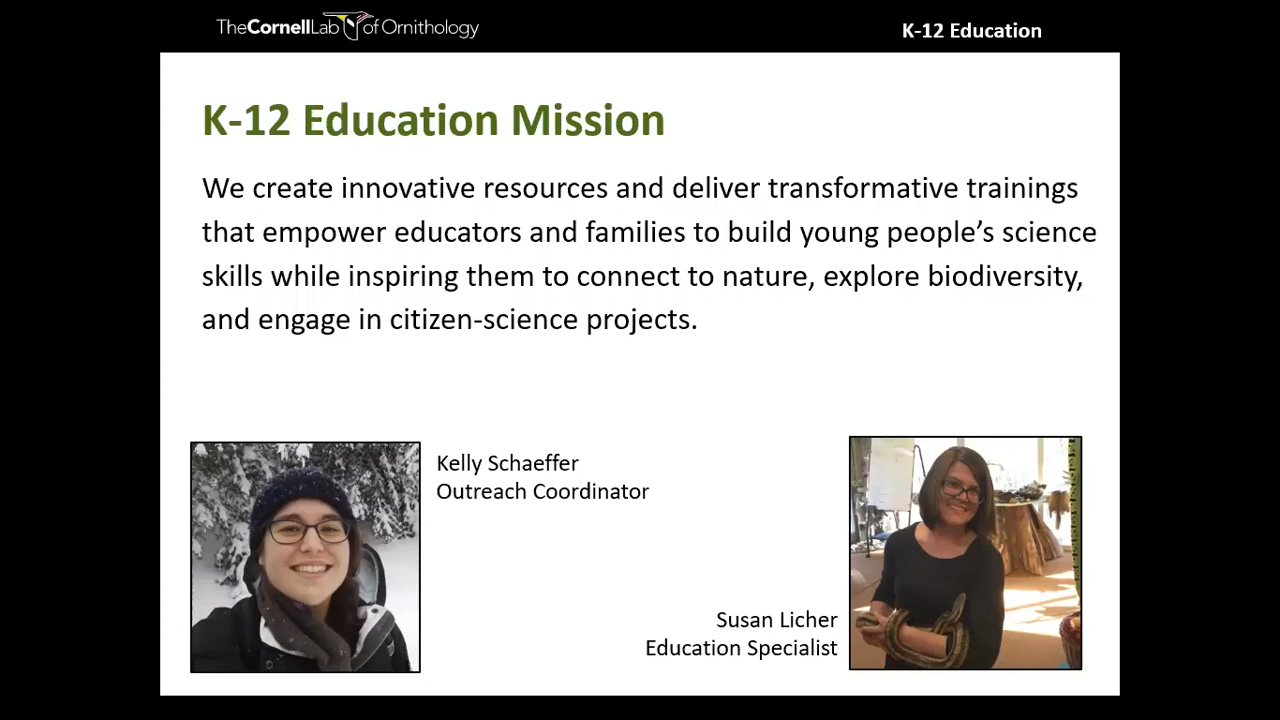 TheCornellLab of Ornithology
K-12 Education
K-12 Education Mission
We create innovative resources and deliver transformative trainings
that empower educators and families to build young people’s science
skills while inspiring them to connect to nature, explore biodiversity,
and engage in citizen-science projects.
Kelly Schaeffer
Outreach Coordinator
Susan Licher
Education Specialist